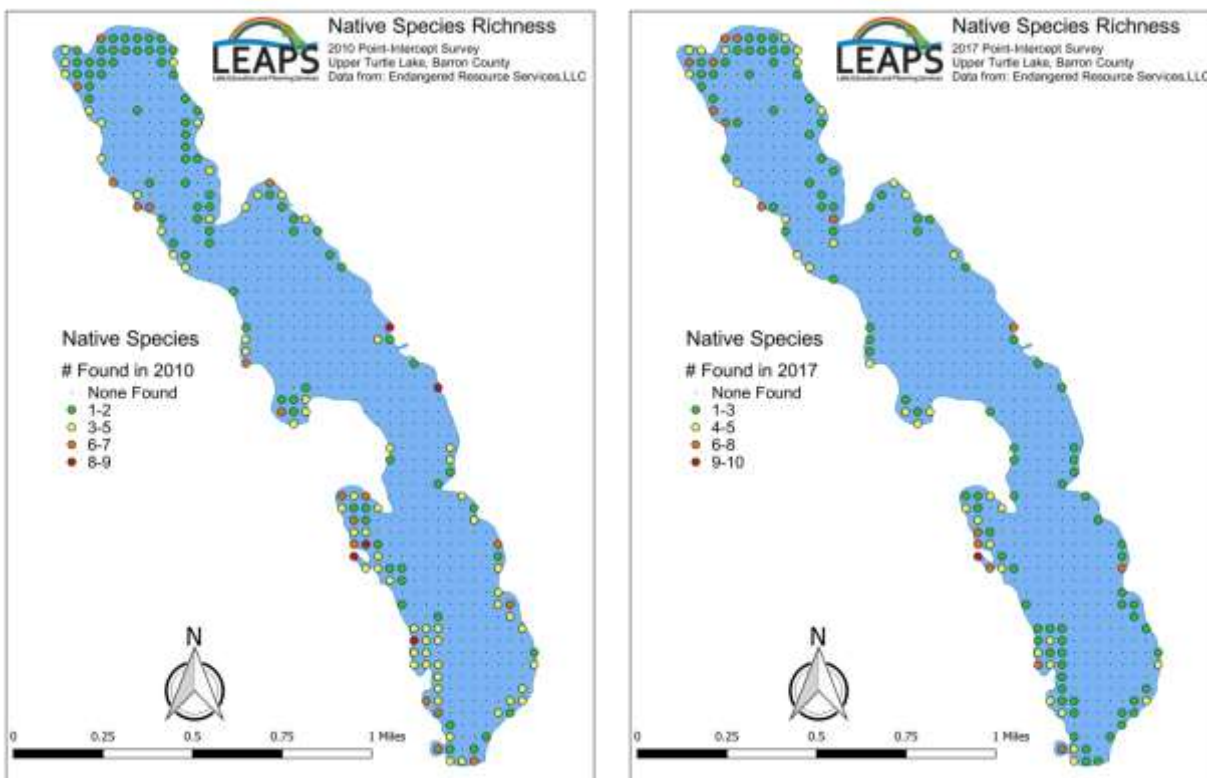 LEAPS
Native Species Richness
2010 Point-Intercept Survey
Upper Turtle Lake, Barron County
Data from: Endangered Resource Services,LLC
Native Species
# Found in 2010
None Found
1-2
3-5
6-7
8-9
N
0 0.25 0.5 0.75 1 Miles
LEAPS
Native Species Richness
2017 Point-Intercept Survey
Upper Turtle Lake, Barron County
Data from: Endangered Resource Services,LLC
Native Species
# Found in 2017
None Found
1-3
4-5
6-8
9-10
N
0 0.25 0.5 0.75 1 Miles